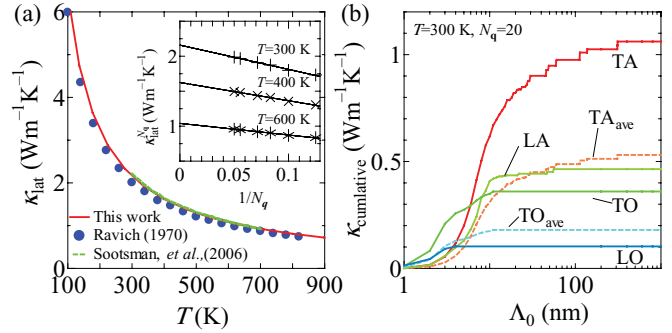 (a)
κlat (Wm−1K−1)
6
4
2
0
100
300
500
700
900
T(K)
This work
Ravich (1970)
Sootsman, et al.,(2006)
κlatNq (Wm−1K−1)
2
1
0
0
0.05
0.1
1/Nq
T=300 K
T=400 K
T=600 K
(b)
T=300 K, Nq=20
κcumlative (Wm−1K−1)
1
0.5
0
1
10
100
Λ0 (nm)
TA
TAave
LA
TO
TOave
LO